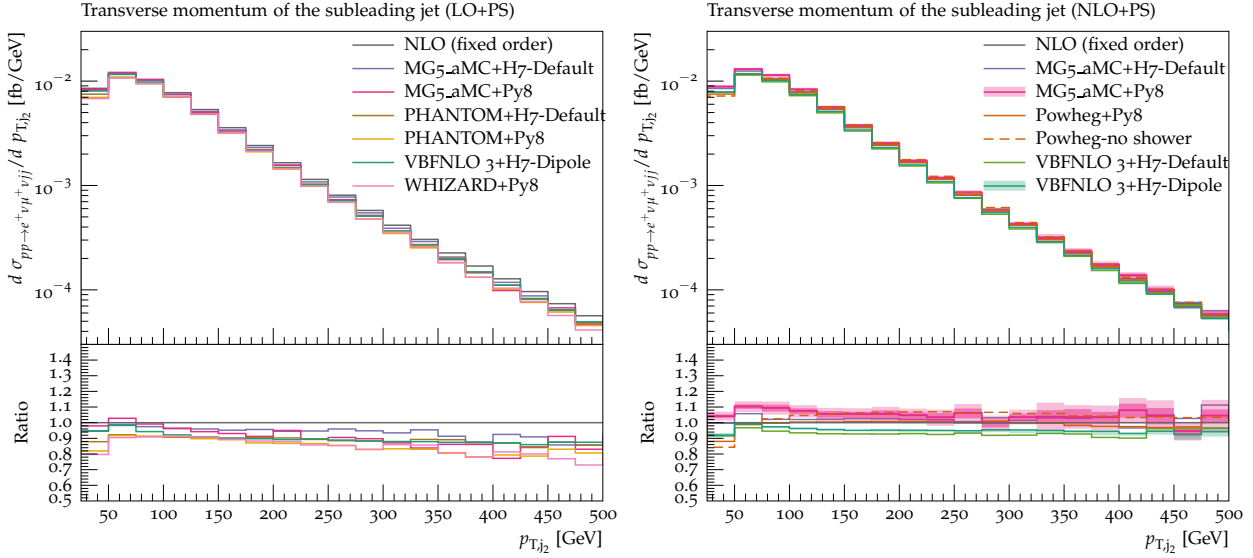 Transverse momentum of the subleading jet (LO+PS)
NLO (fixed order)
MG5_aMC+H7-Default
MG5_aMC+Py8
PHANTOM+H7-Default
PHANTOM+Py8
VBFNLO 3+H7-Dipole
WHIZARD+Py8
10⁻²
10⁻³
10⁻⁴
d σ_{pp→e⁺νμ⁺νjj}/d p_{T,j₂} [fb/GeV]
1.4
1.3
1.2
1.1
1.0
0.9
0.8
0.7
0.6
0.5
Ratio
50 100 150 200 250 300 350 400 450 500
p_{T,j₂} [GeV]
Transverse momentum of the subleading jet (NLO+PS)
NLO (fixed order)
MG5_aMC+H7-Default
MG5_aMC+Py8
Powheg+Py8
Powheg-no shower
VBFNLO 3+H7-Default
VBFNLO 3+H7-Dipole
10⁻²
10⁻³
10⁻⁴
d σ_{pp→e⁺νμ⁺νjj}/d p_{T,j₂} [fb/GeV]
1.4
1.3
1.2
1.1
1.0
0.9
0.8
0.7
0.6
0.5
Ratio
50 100 150 200 250 300 350 400 450 500
p_{T,j₂} [GeV]